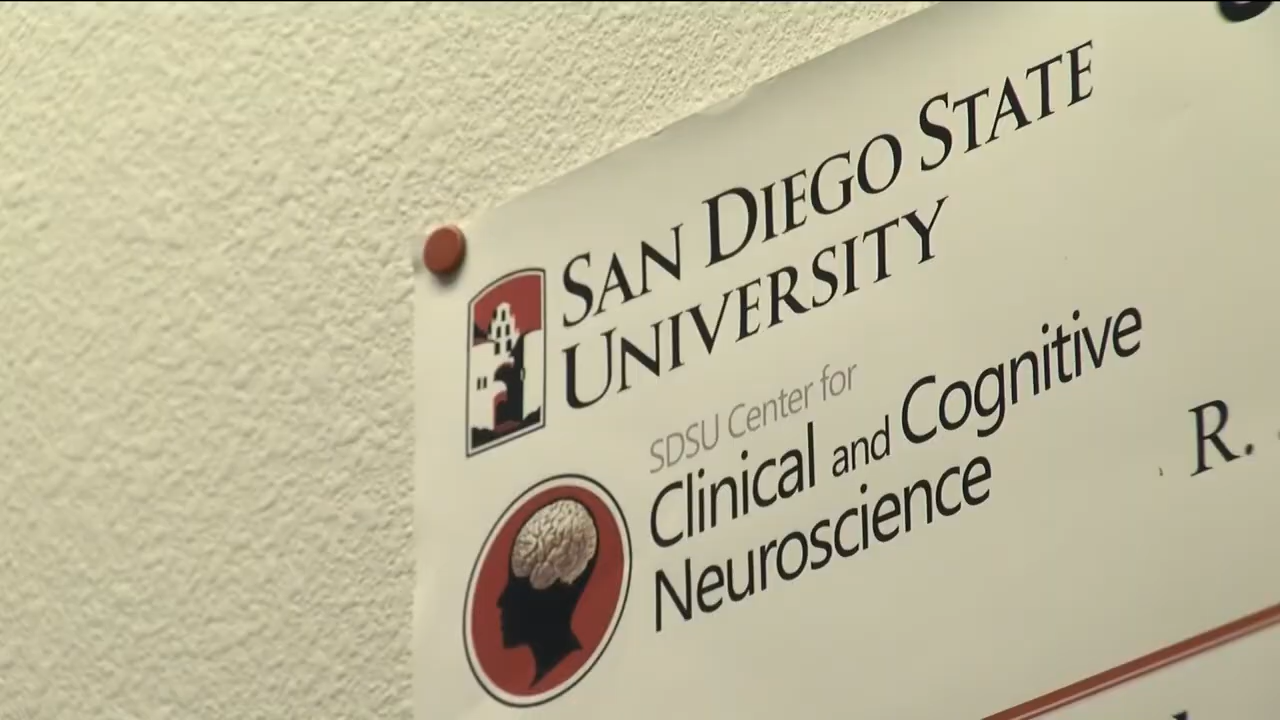 SAN DIEGO STATE
UNIVERSITY
SDSU Center for
Clinical and Cognitive
Neuroscience
R.